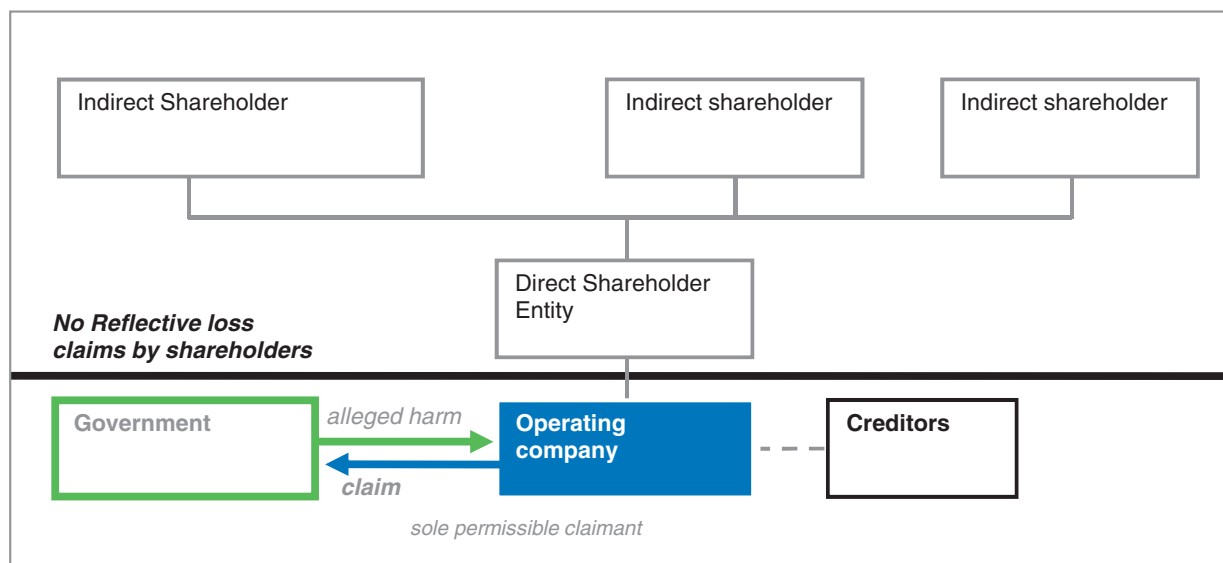 Indirect Shareholder
Indirect shareholder
Indirect shareholder
Direct Shareholder
Entity
No Reflective loss
claims by shareholders
Government
alleged harm
claim
Operating
company
Creditors
sole permissible claimant